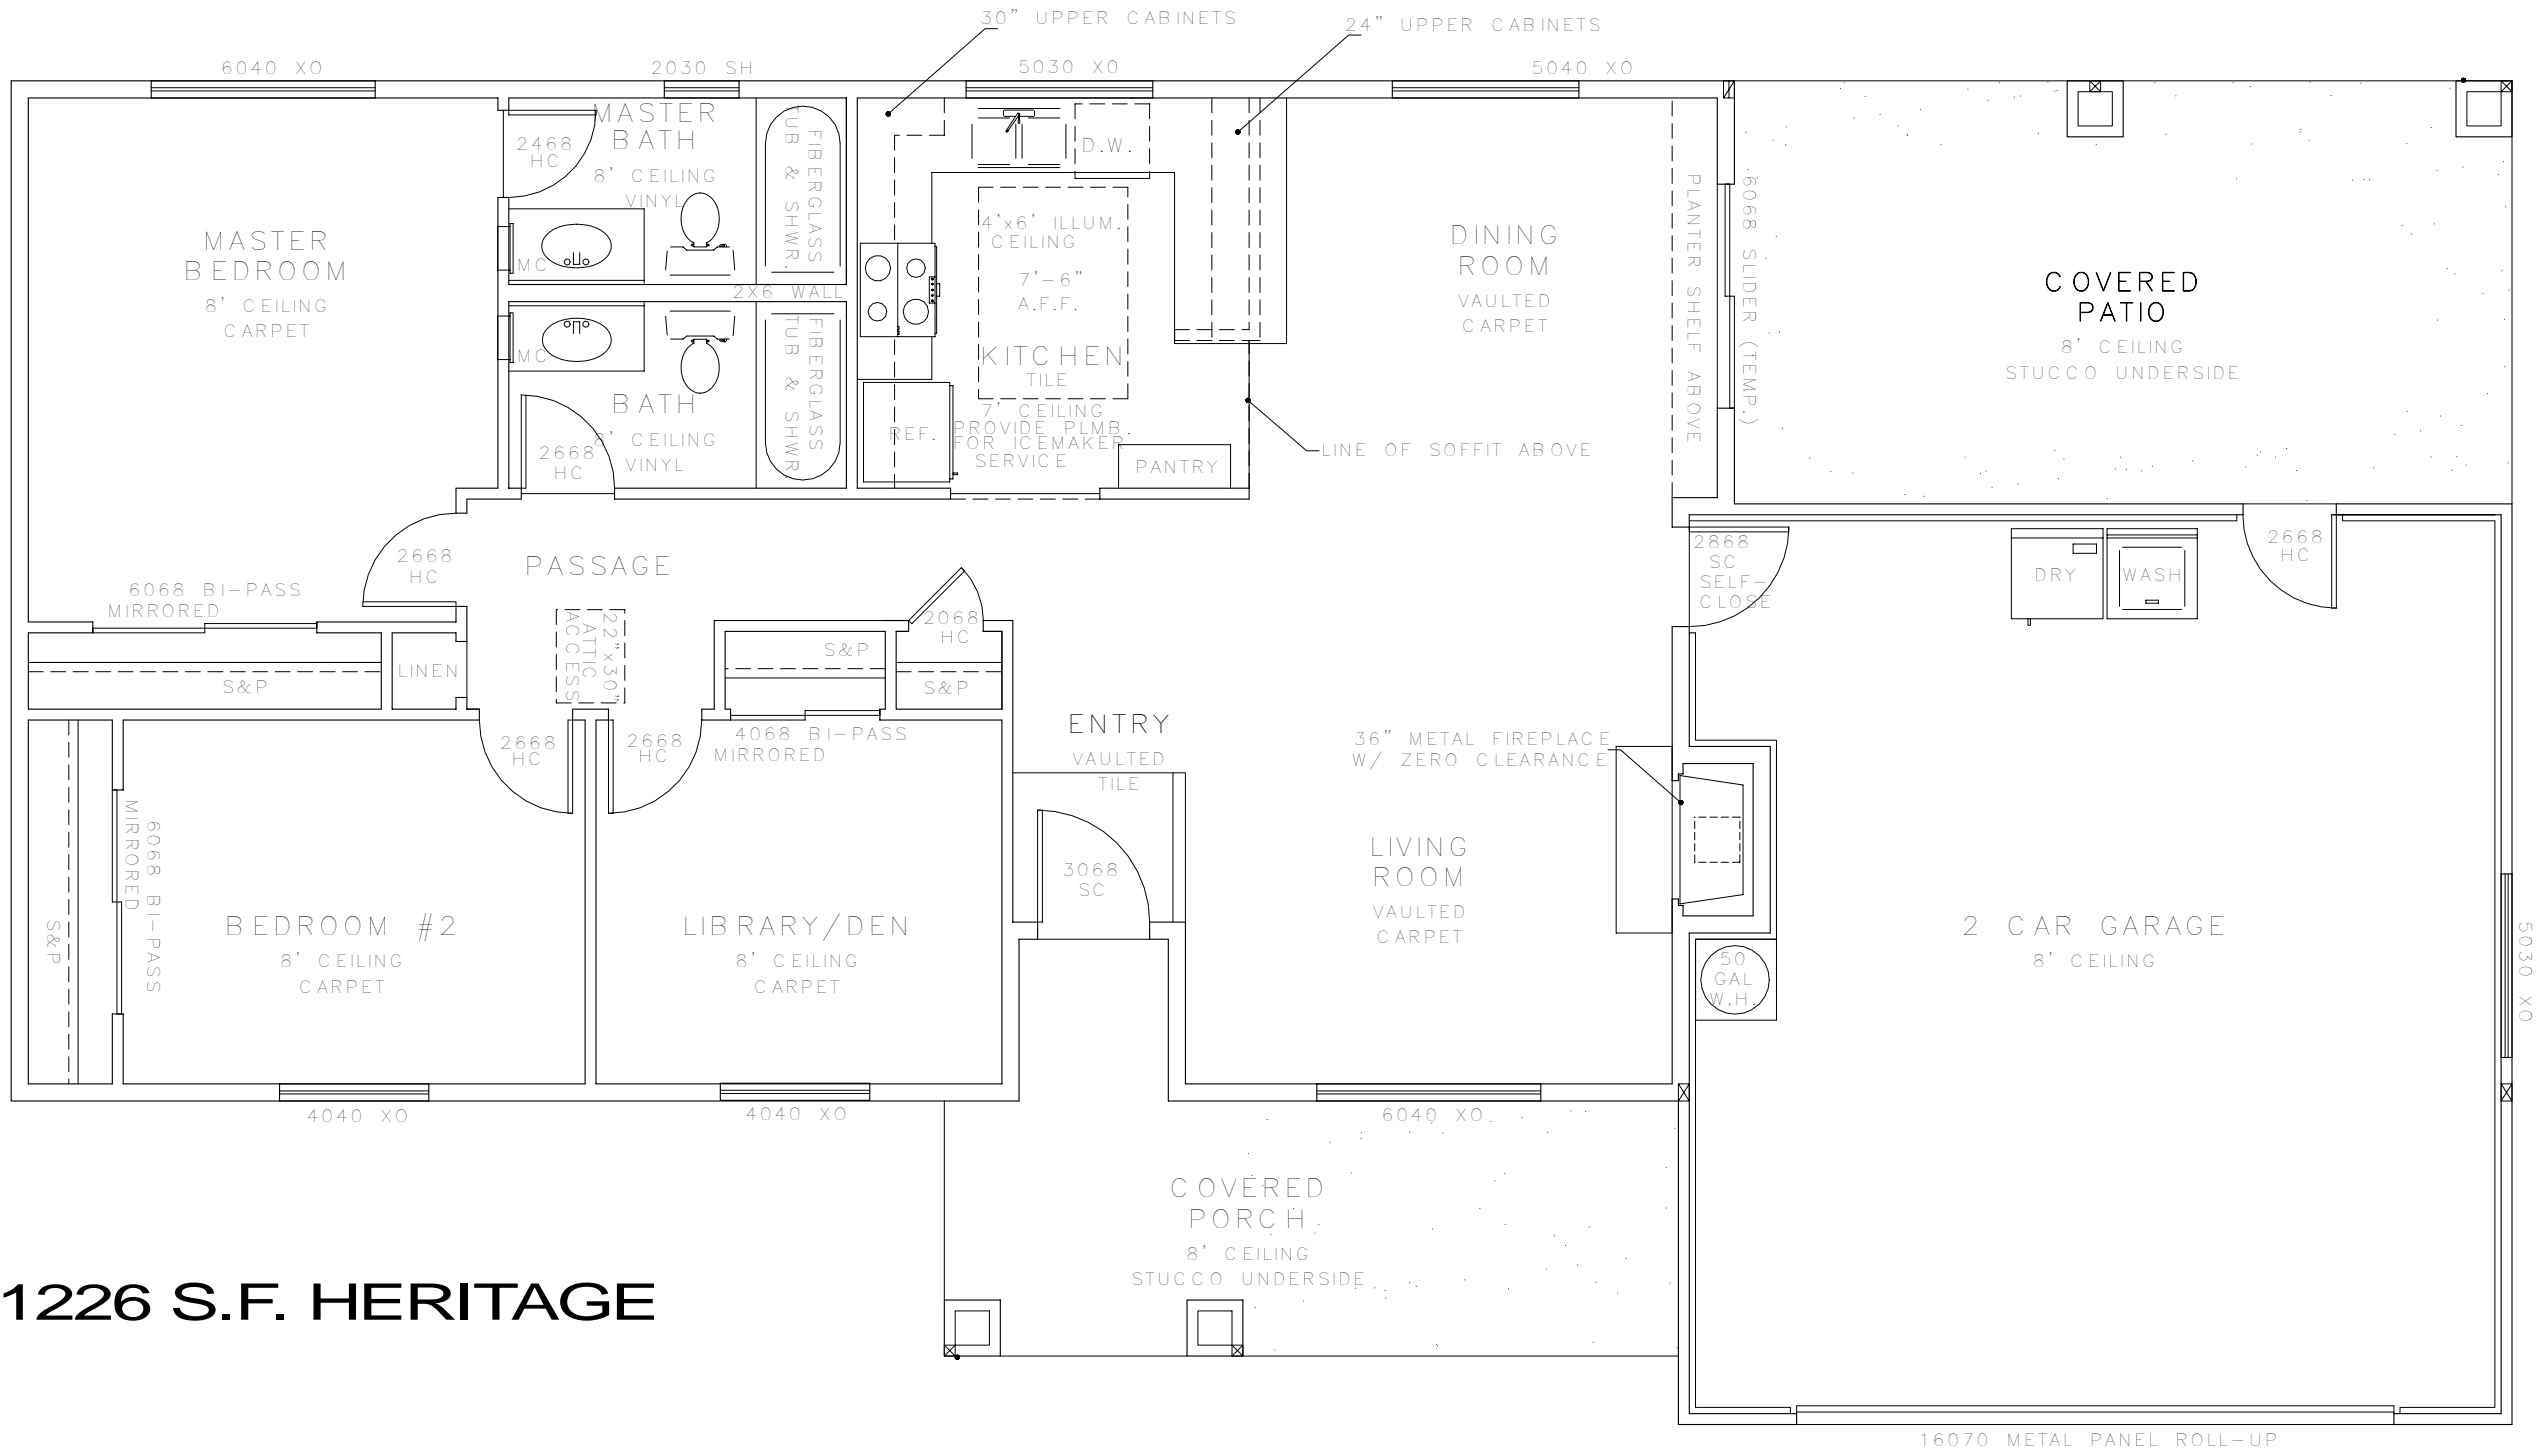 30" UPPER CABINETS
24" UPPER CABINETS
6040 XO
2030 SH
5030 XO
5040 XO
MASTER
BATH
8' CEILING
VINYL
2468
HC
MC
FIBERGLASS
TUB & SHWR.
2X6 WALL
MASTER
BEDROOM
8' CEILING
CARPET
D.W.
4'x6' ILLUM.
CEILING
7'-6"
A.F.F.
KITCHEN
TILE
7' CEILING
PROVIDE PLMB.
FOR ICEMAKER
SERVICE
REF.
PANTRY
DINING
ROOM
VAULTED
CARPET
PLANTER SHELF ABOVE
6068 SLIDER (TEMP.)
COVERED
PATIO
8' CEILING
STUCCO UNDERSIDE
MC
BATH
8' CEILING
VINYL
2668
HC
FIBERGLASS
TUB & SHWR.
LINE OF SOFFIT ABOVE
2668
HC
PASSAGE
6068 BI-PASS
MIRRORED
S&P
LINEN
22"x30"
ATTIC
ACCESS
S&P
2068
HC
S&P
2868
SC
SELF-
CLOSE
DRY
WASH
2668
HC
2668
HC
2668
HC
4068 BI-PASS
MIRRORED
ENTRY
VAULTED
TILE
36" METAL FIREPLACE
W/ ZERO CLEARANCE
3068
SC
LIVING
ROOM
VAULTED
CARPET
S&P
6068 BI-PASS
MIRRORED
BEDROOM #2
8' CEILING
CARPET
LIBRARY/DEN
8' CEILING
CARPET
50
GAL
W.H.
2 CAR GARAGE
8' CEILING
5030 XO
4040 XO
4040 XO
6040 XO
COVERED
PORCH
8' CEILING
STUCCO UNDERSIDE
1226 S.F. HERITAGE
16070 METAL PANEL ROLL-UP